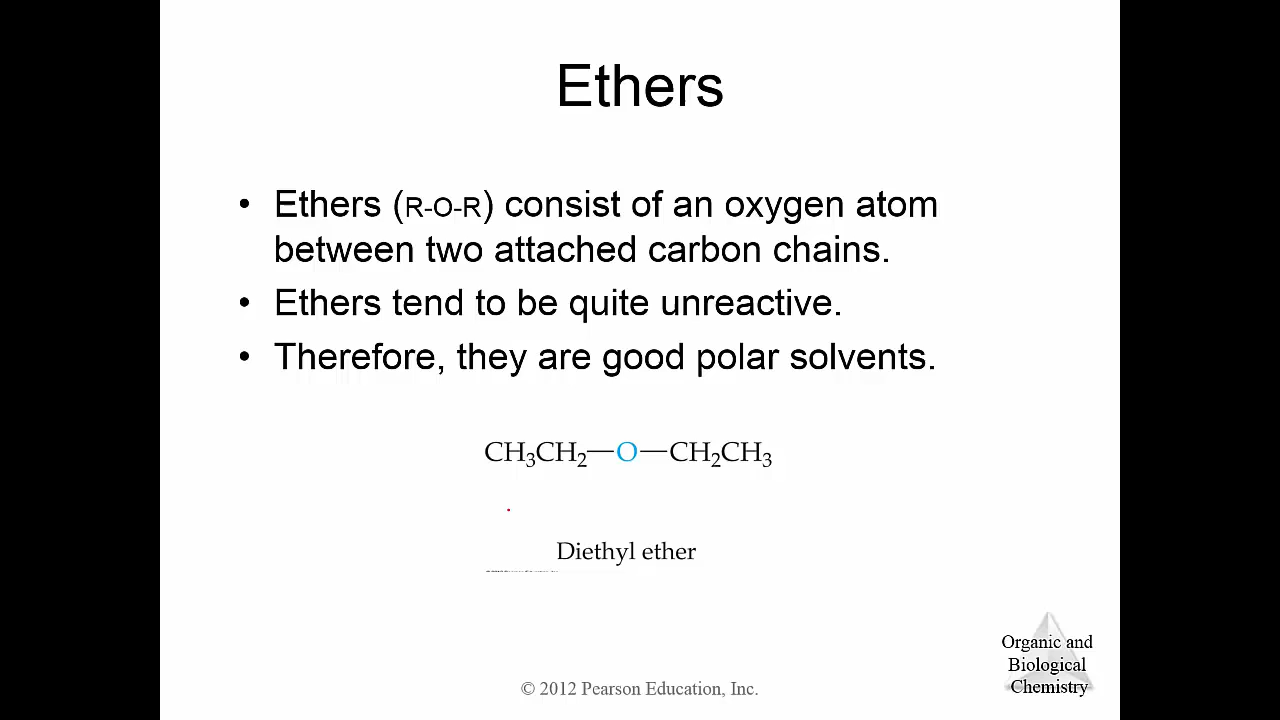 Ethers
• Ethers (R-O-R) consist of an oxygen atom
between two attached carbon chains.
• Ethers tend to be quite unreactive.
• Therefore, they are good polar solvents.
CH₃CH₂—O—CH₂CH₃
Diethyl ether
Organic and
Biological
Chemistry
© 2012 Pearson Education, Inc.